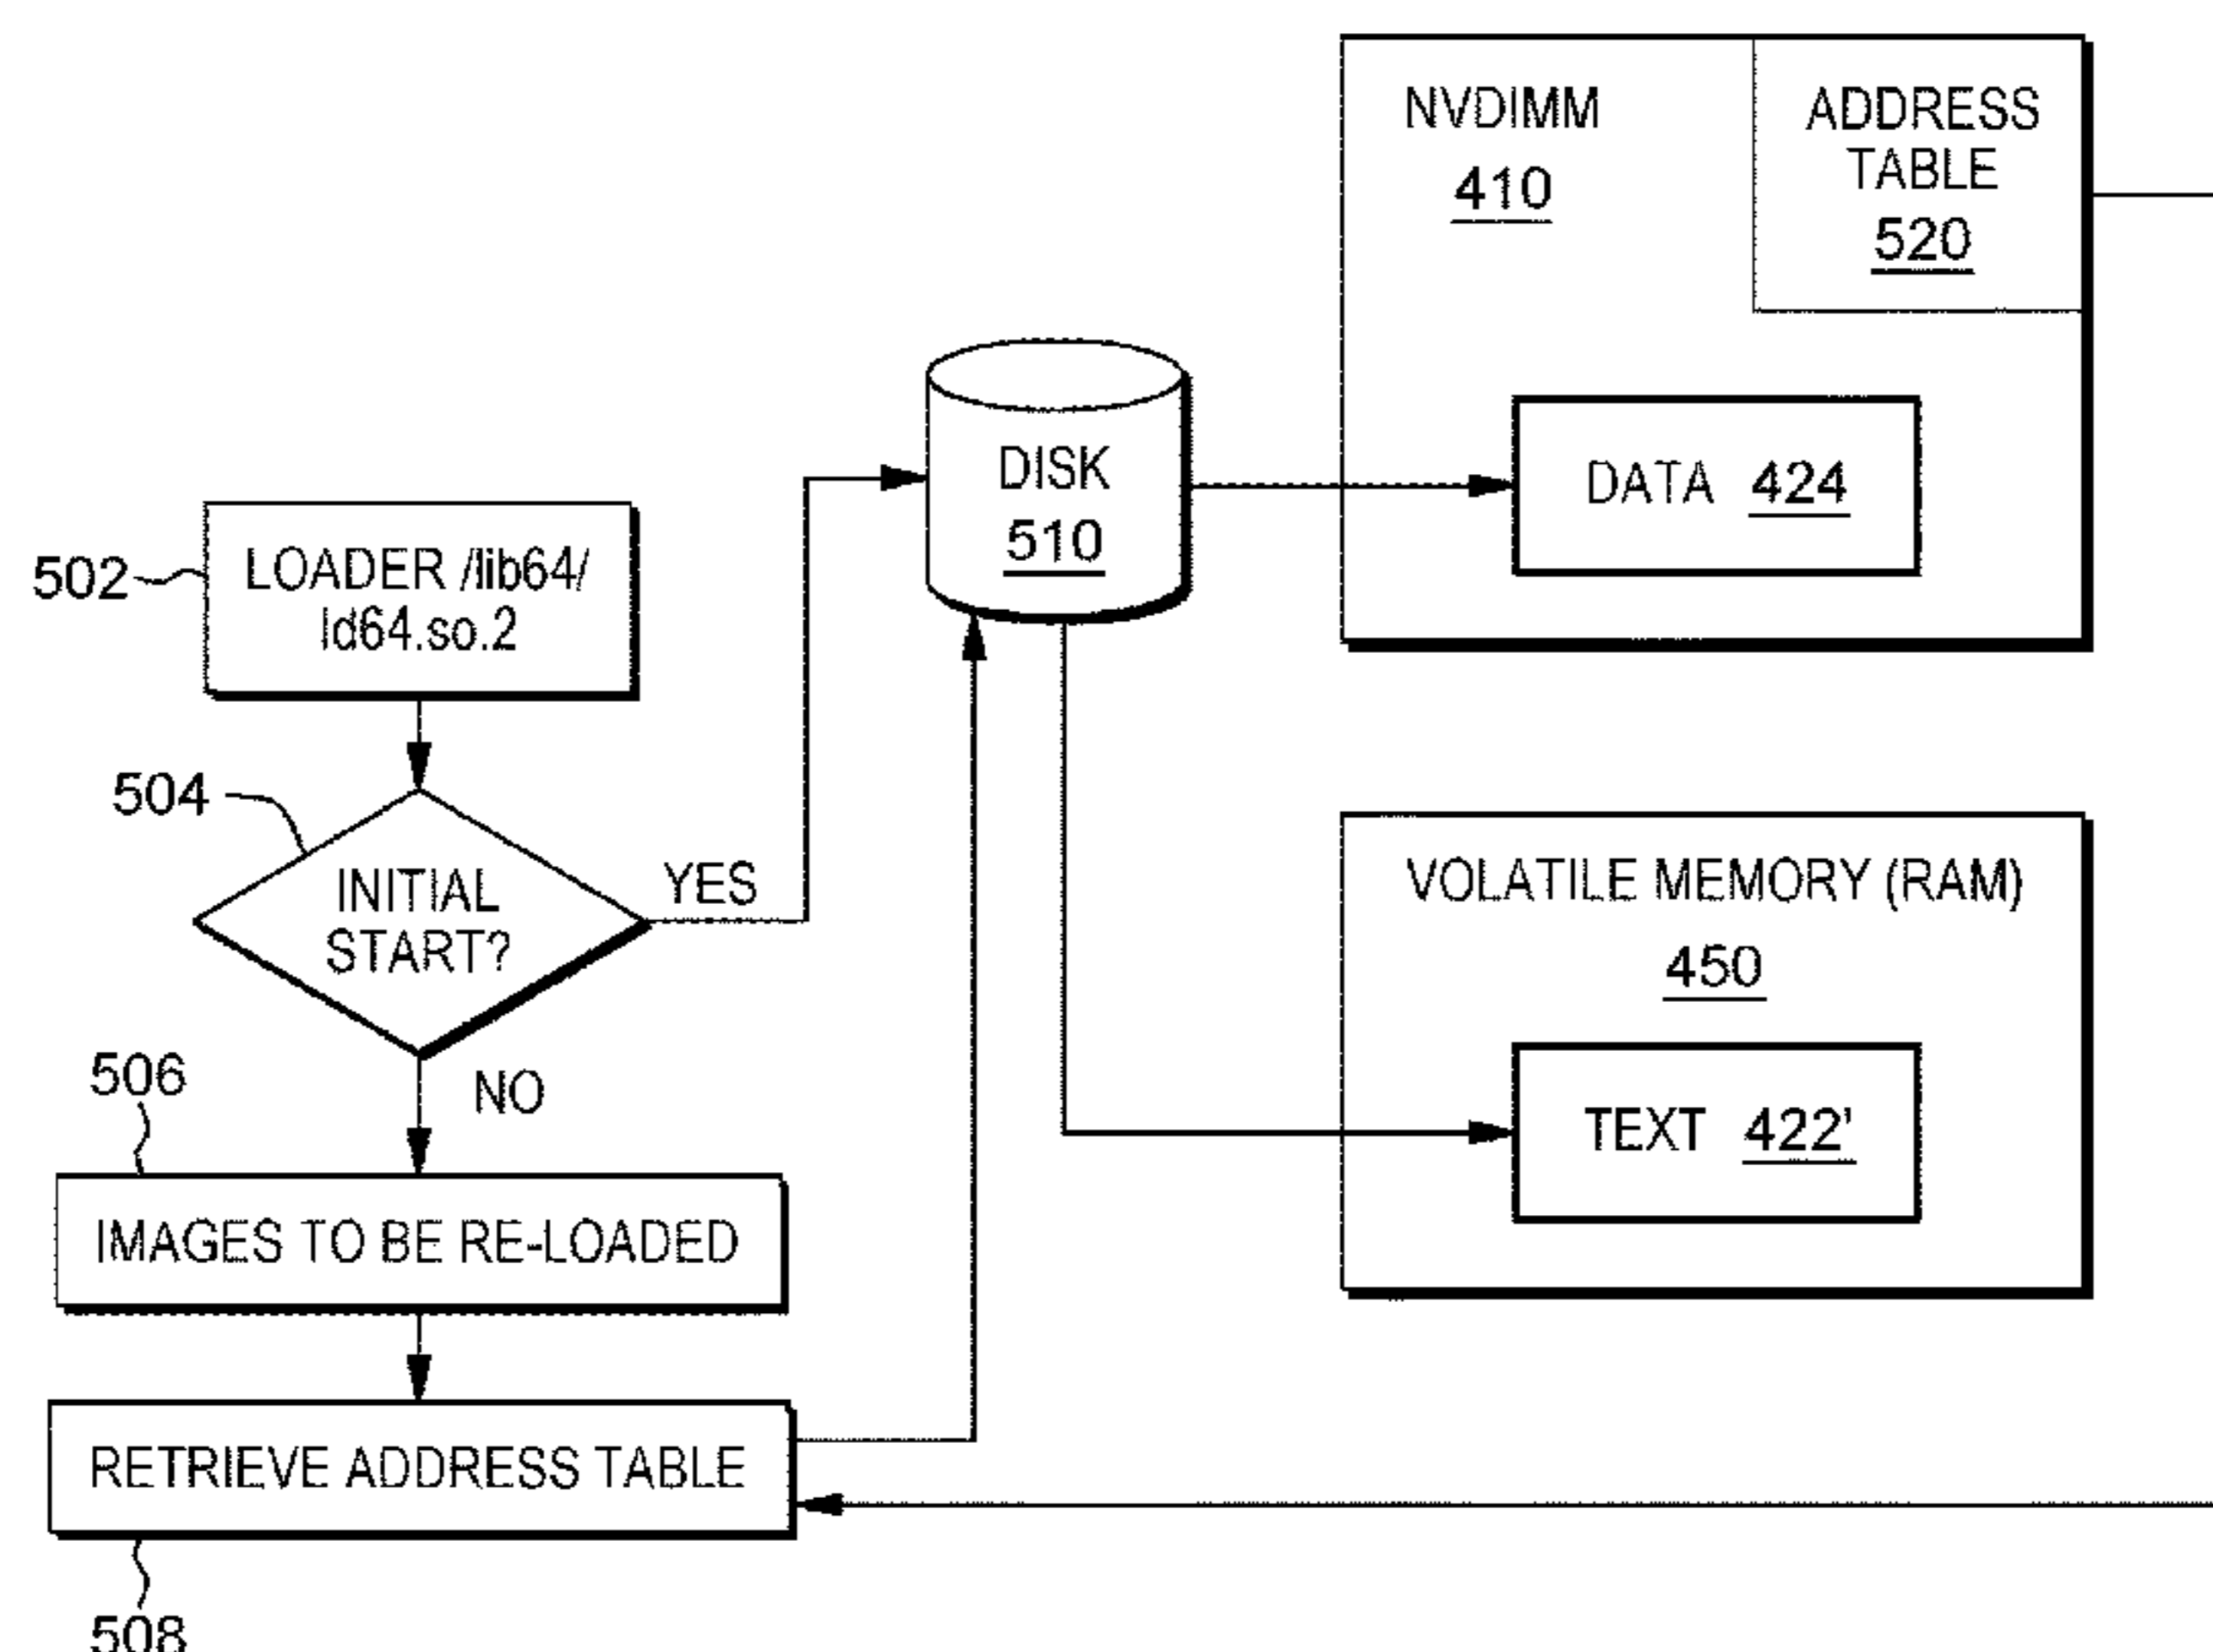 NVDIMM
410
ADDRESS
TABLE
520
DISK
510
DATA 424
502
LOADER /lib64/
ld64.so.2
504
INITIAL
START?
YES
NO
VOLATILE MEMORY (RAM)
450
TEXT 422'
506
IMAGES TO BE RE-LOADED
RETRIEVE ADDRESS TABLE
508